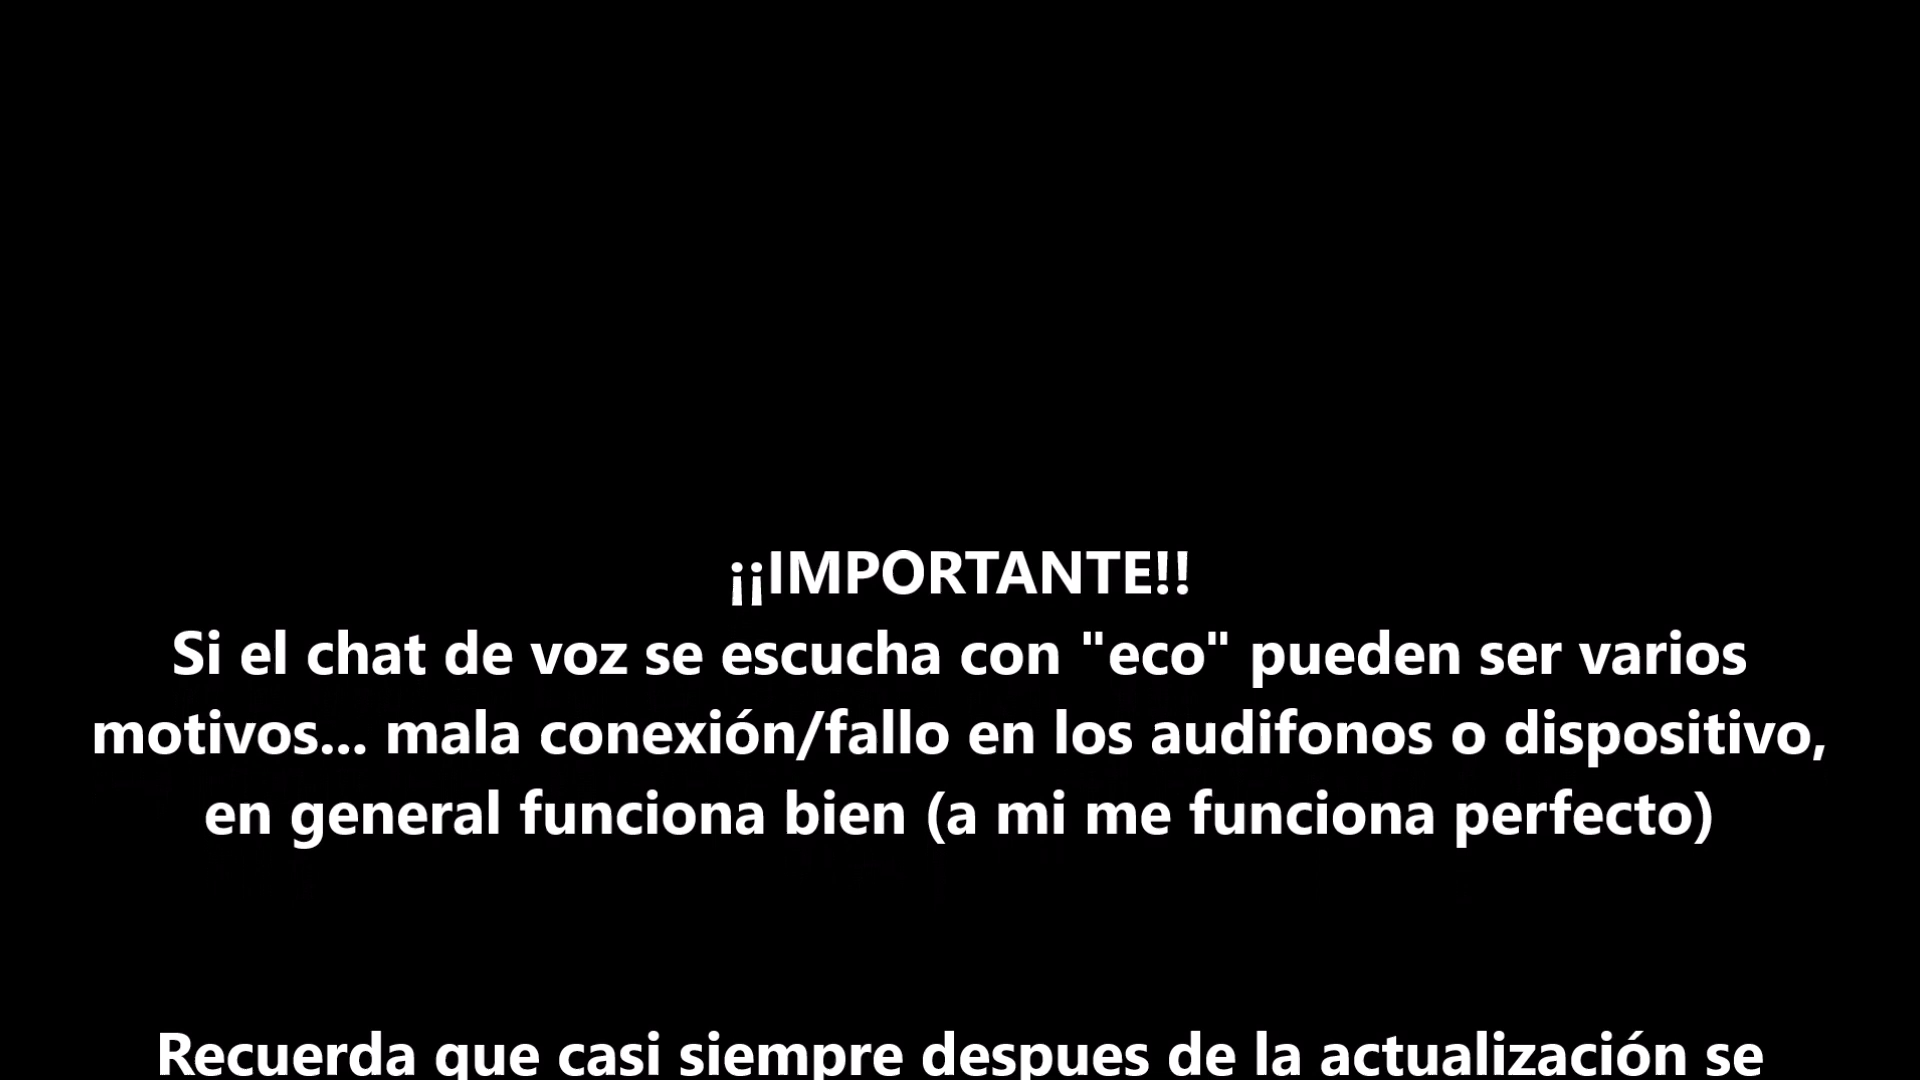 ¡¡IMPORTANTE!!
Si el chat de voz se escucha con "eco" pueden ser varios
motivos... mala conexión/fallo en los audifonos o dispositivo,
en general funciona bien (a mi me funciona perfecto)
Recuerda que casi siempre despues de la actualización se